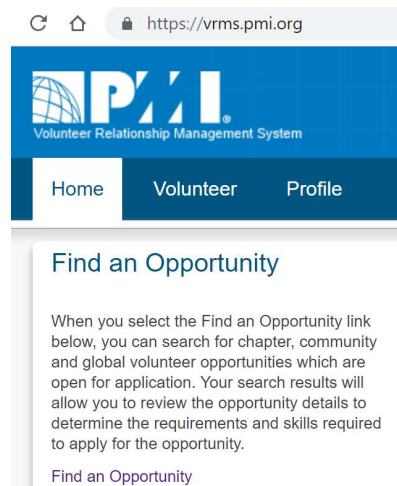 https://vrms.pmi.org
PMI®
Volunteer Relationship Management System
Home Volunteer Profile
Find an Opportunity
When you select the Find an Opportunity link
below, you can search for chapter, community
and global volunteer opportunities which are
open for application. Your search results will
allow you to review the opportunity details to
determine the requirements and skills required
to apply for the opportunity.
Find an Opportunity